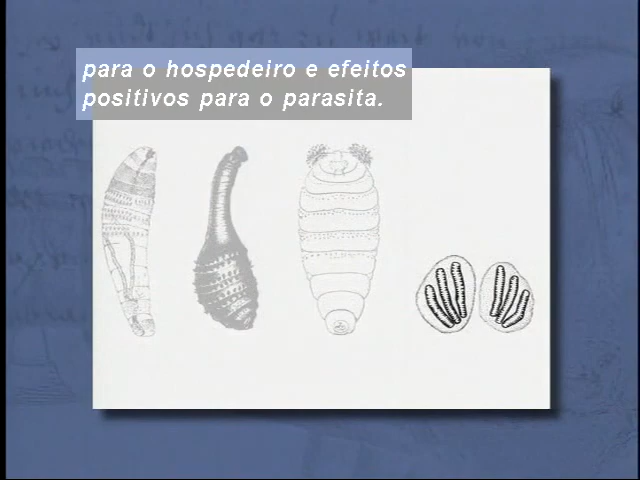 para o hospedeiro e efeitos
positivos para o parasita.